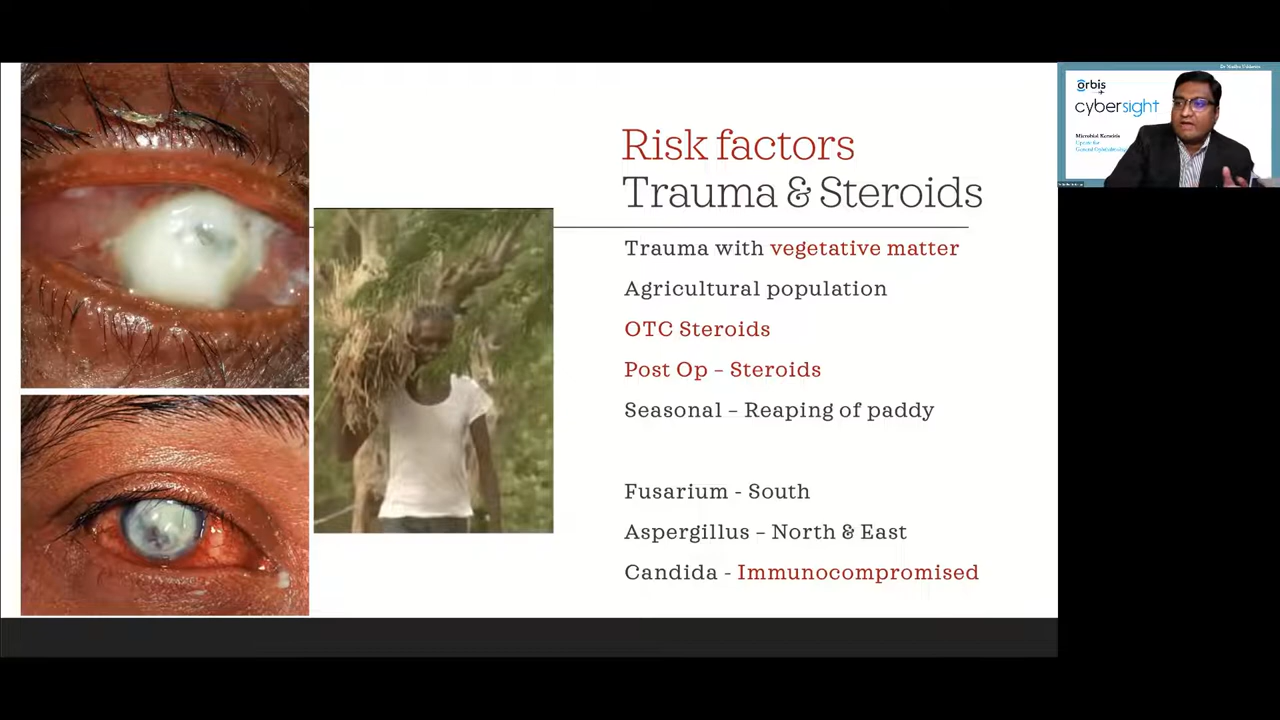 Risk factors
Trauma & Steroids
Trauma with vegetative matter
Agricultural population
OTC Steroids
Post Op – Steroids
Seasonal – Reaping of paddy
Fusarium - South
Aspergillus – North & East
Candida - Immunocompromised
orbis
cybersight
Microbial Keratitis